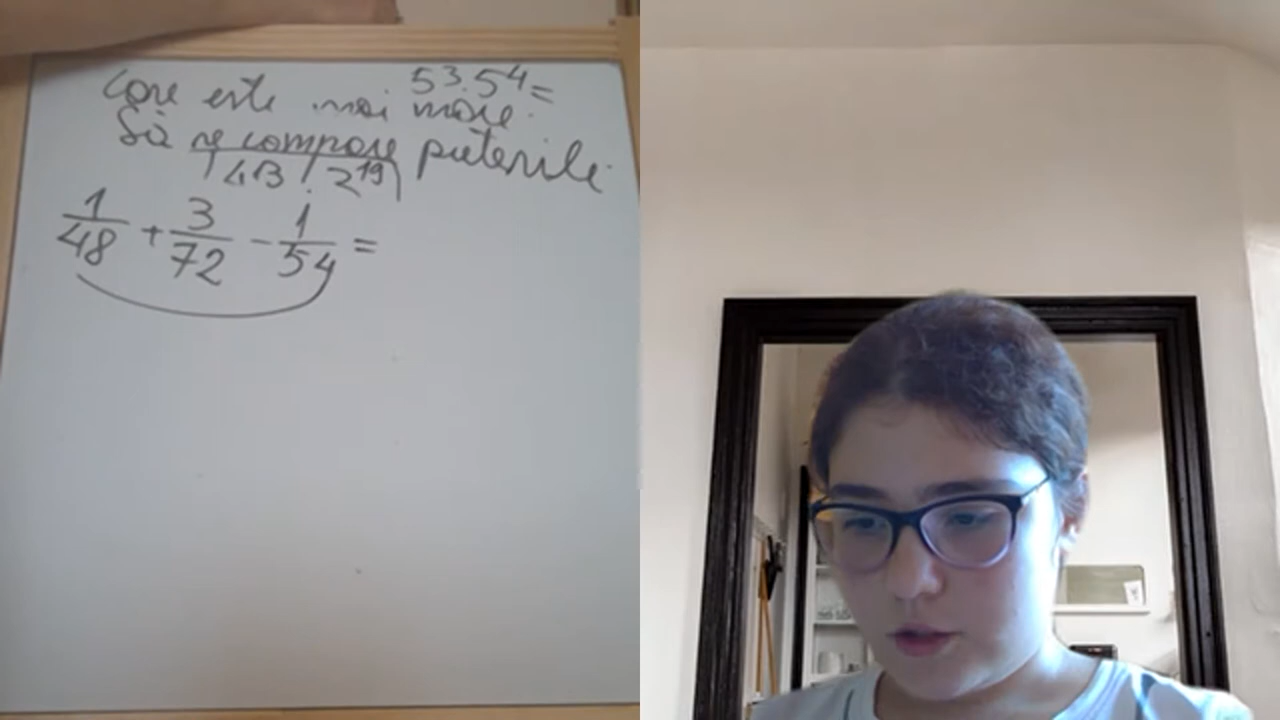 5³·5⁴=
Care este mai mare.
Să se compare puterile
4¹³ 2¹⁹
1/48 + 3/72 - 1/54 =